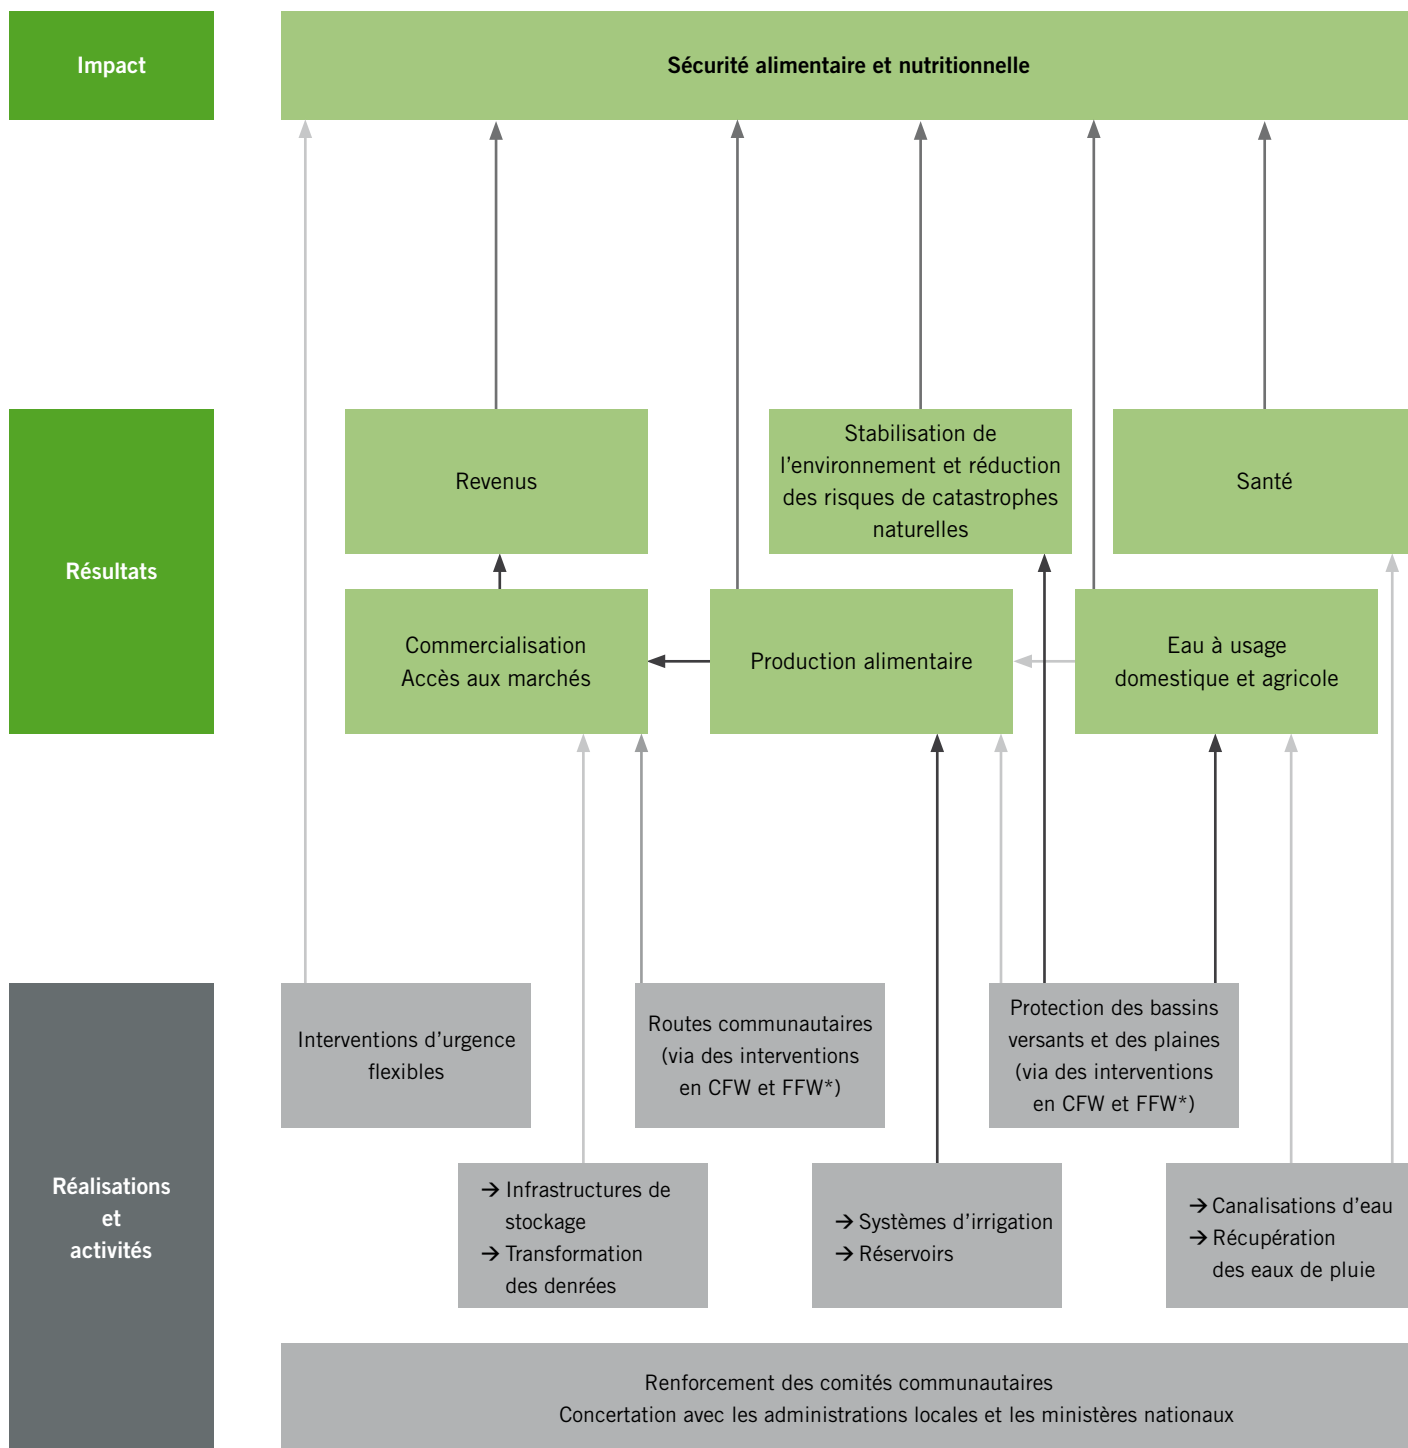 Impact
Sécurité alimentaire et nutritionnelle
Résultats
Revenus
Stabilisation de
l'environnement et réduction
des risques de catastrophes
naturelles
Santé
Commercialisation
Accès aux marchés
Production alimentaire
Eau à usage
domestique et agricole
Réalisations
et
activités
Interventions d'urgence
flexibles
Routes communautaires
(via des interventions
en CFW et FFW*)
Protection des bassins
versants et des plaines
(via des interventions
en CFW et FFW*)
→ Infrastructures de
stockage
→ Transformation
des denrées
→ Systèmes d'irrigation
→ Réservoirs
→ Canalisations d'eau
→ Récupération
des eaux de pluie
Renforcement des comités communautaires
Concertation avec les administrations locales et les ministères nationaux